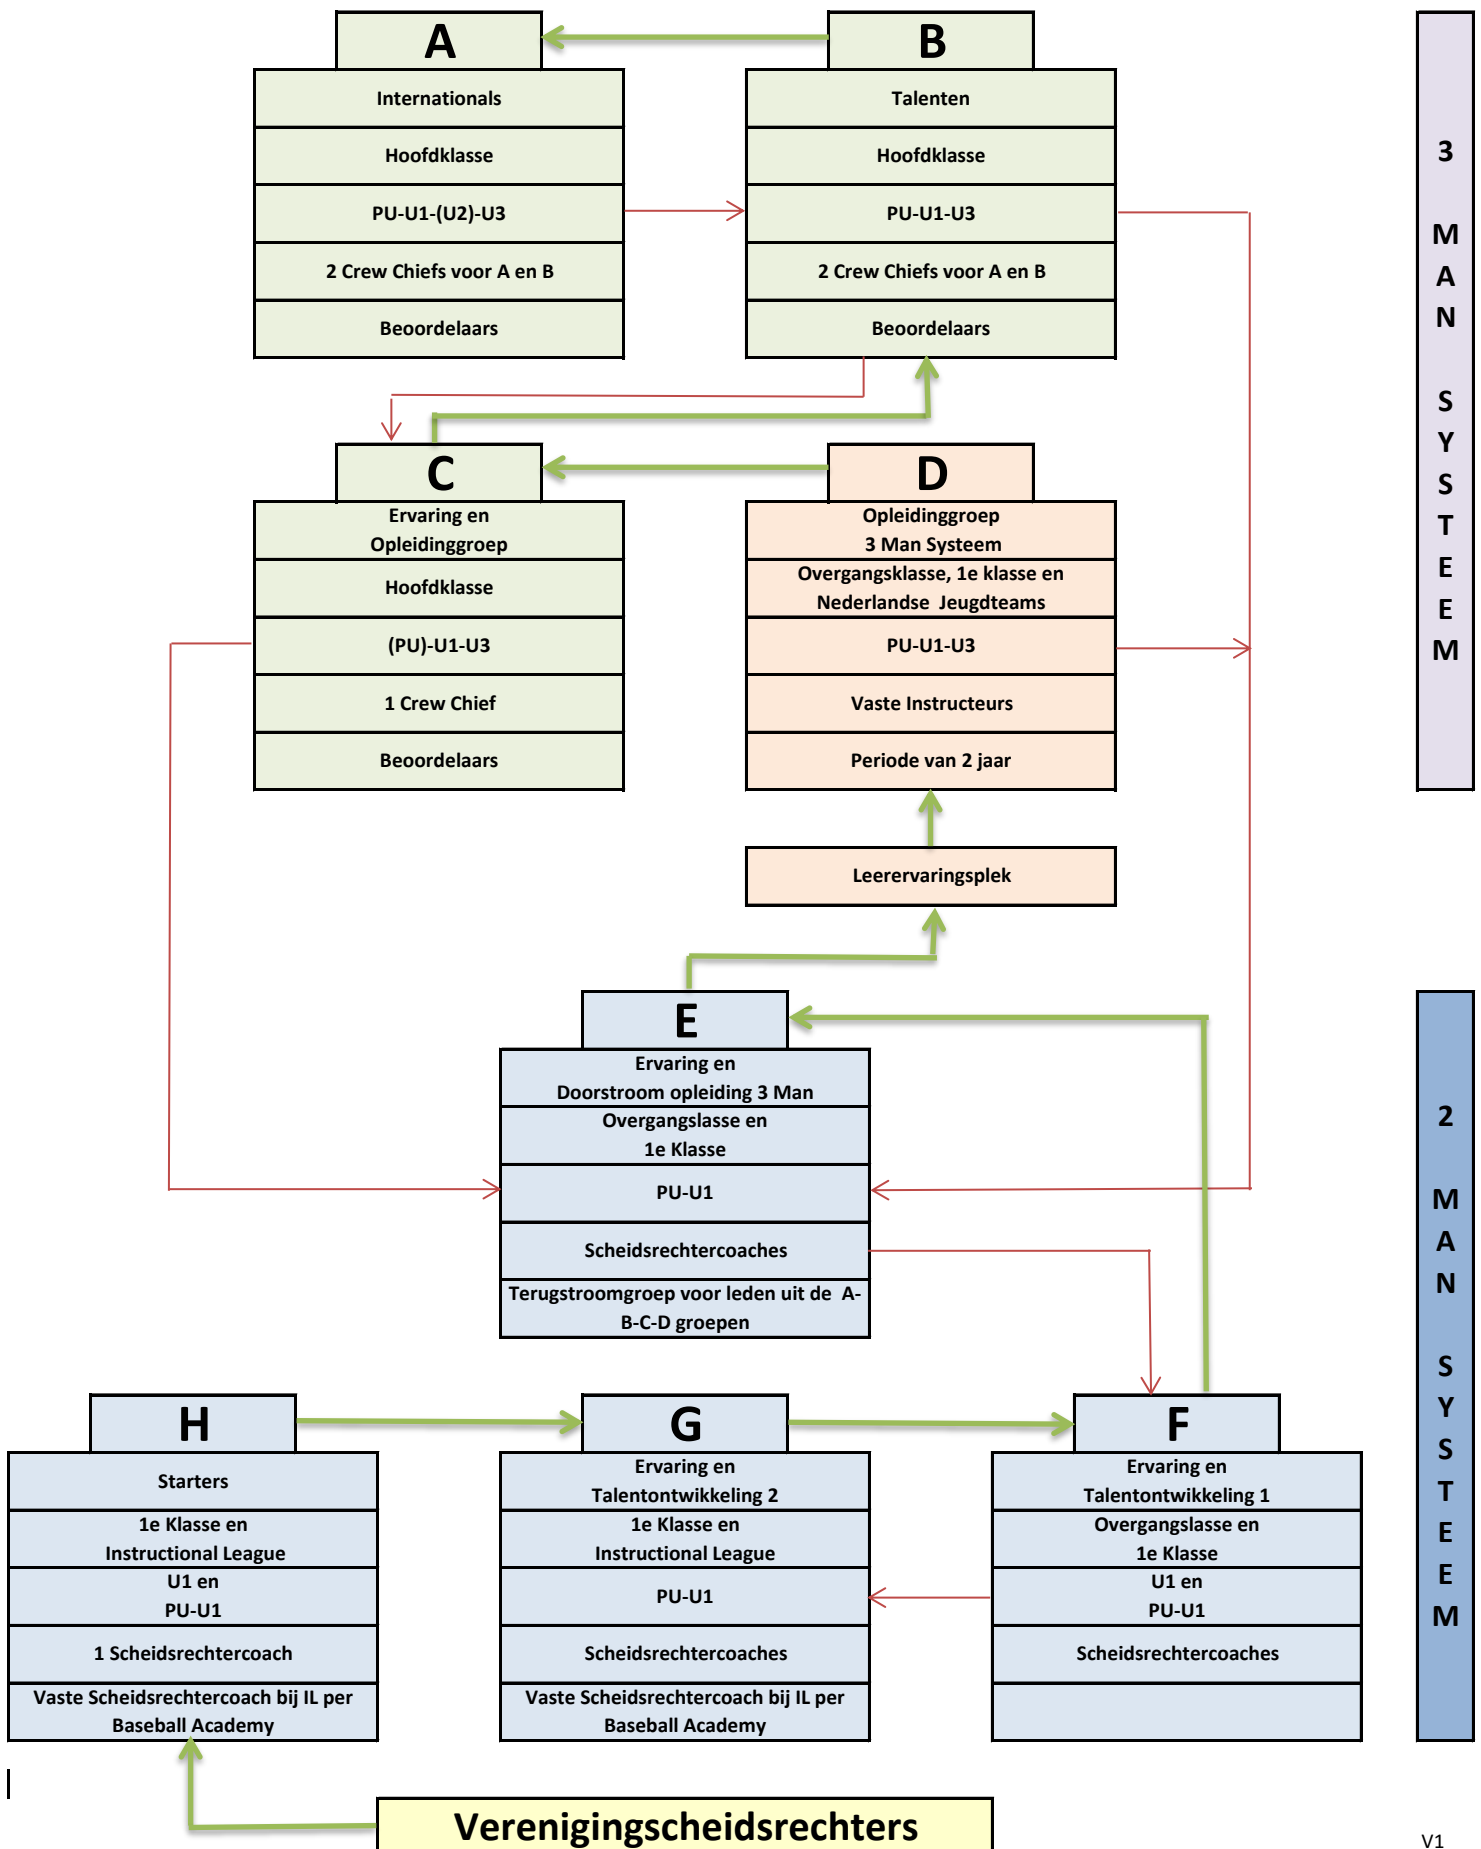 A
Internationals
Hoofdklasse
PU-U1-(U2)-U3
2 Crew Chiefs voor A en B
Beoordelaars
B
Talenten
Hoofdklasse
PU-U1-U3
2 Crew Chiefs voor A en B
Beoordelaars
3
M
A
N
S
Y
S
T
E
E
M
C
Ervaring en
Opleidinggroep
Hoofdklasse
(PU)-U1-U3
1 Crew Chief
Beoordelaars
D
Opleidinggroep
3 Man Systeem
Overgangsklasse, 1e klasse en
Nederlandse Jeugdteams
PU-U1-U3
Vaste Instructeurs
Periode van 2 jaar
Leerervaringsplek
E
Ervaring en
Doorstroom opleiding 3 Man
Overgangslasse en
1e Klasse
PU-U1
Scheidsrechtercoaches
Terugstroomgroep voor leden uit de A-
B-C-D groepen
2
M
A
N
S
Y
S
T
E
E
M
H
Starters
1e Klasse en
Instructional League
U1 en
PU-U1
1 Scheidsrechtercoach
Vaste Scheidsrechtercoach bij IL per
Baseball Academy
G
Ervaring en
Talentontwikkeling 2
1e Klasse en
Instructional League
PU-U1
Scheidsrechtercoaches
Vaste Scheidsrechtercoach bij IL per
Baseball Academy
F
Ervaring en
Talentontwikkeling 1
Overgangslasse en
1e Klasse
U1 en
PU-U1
Scheidsrechtercoaches
Verenigingscheidsrechters
V1